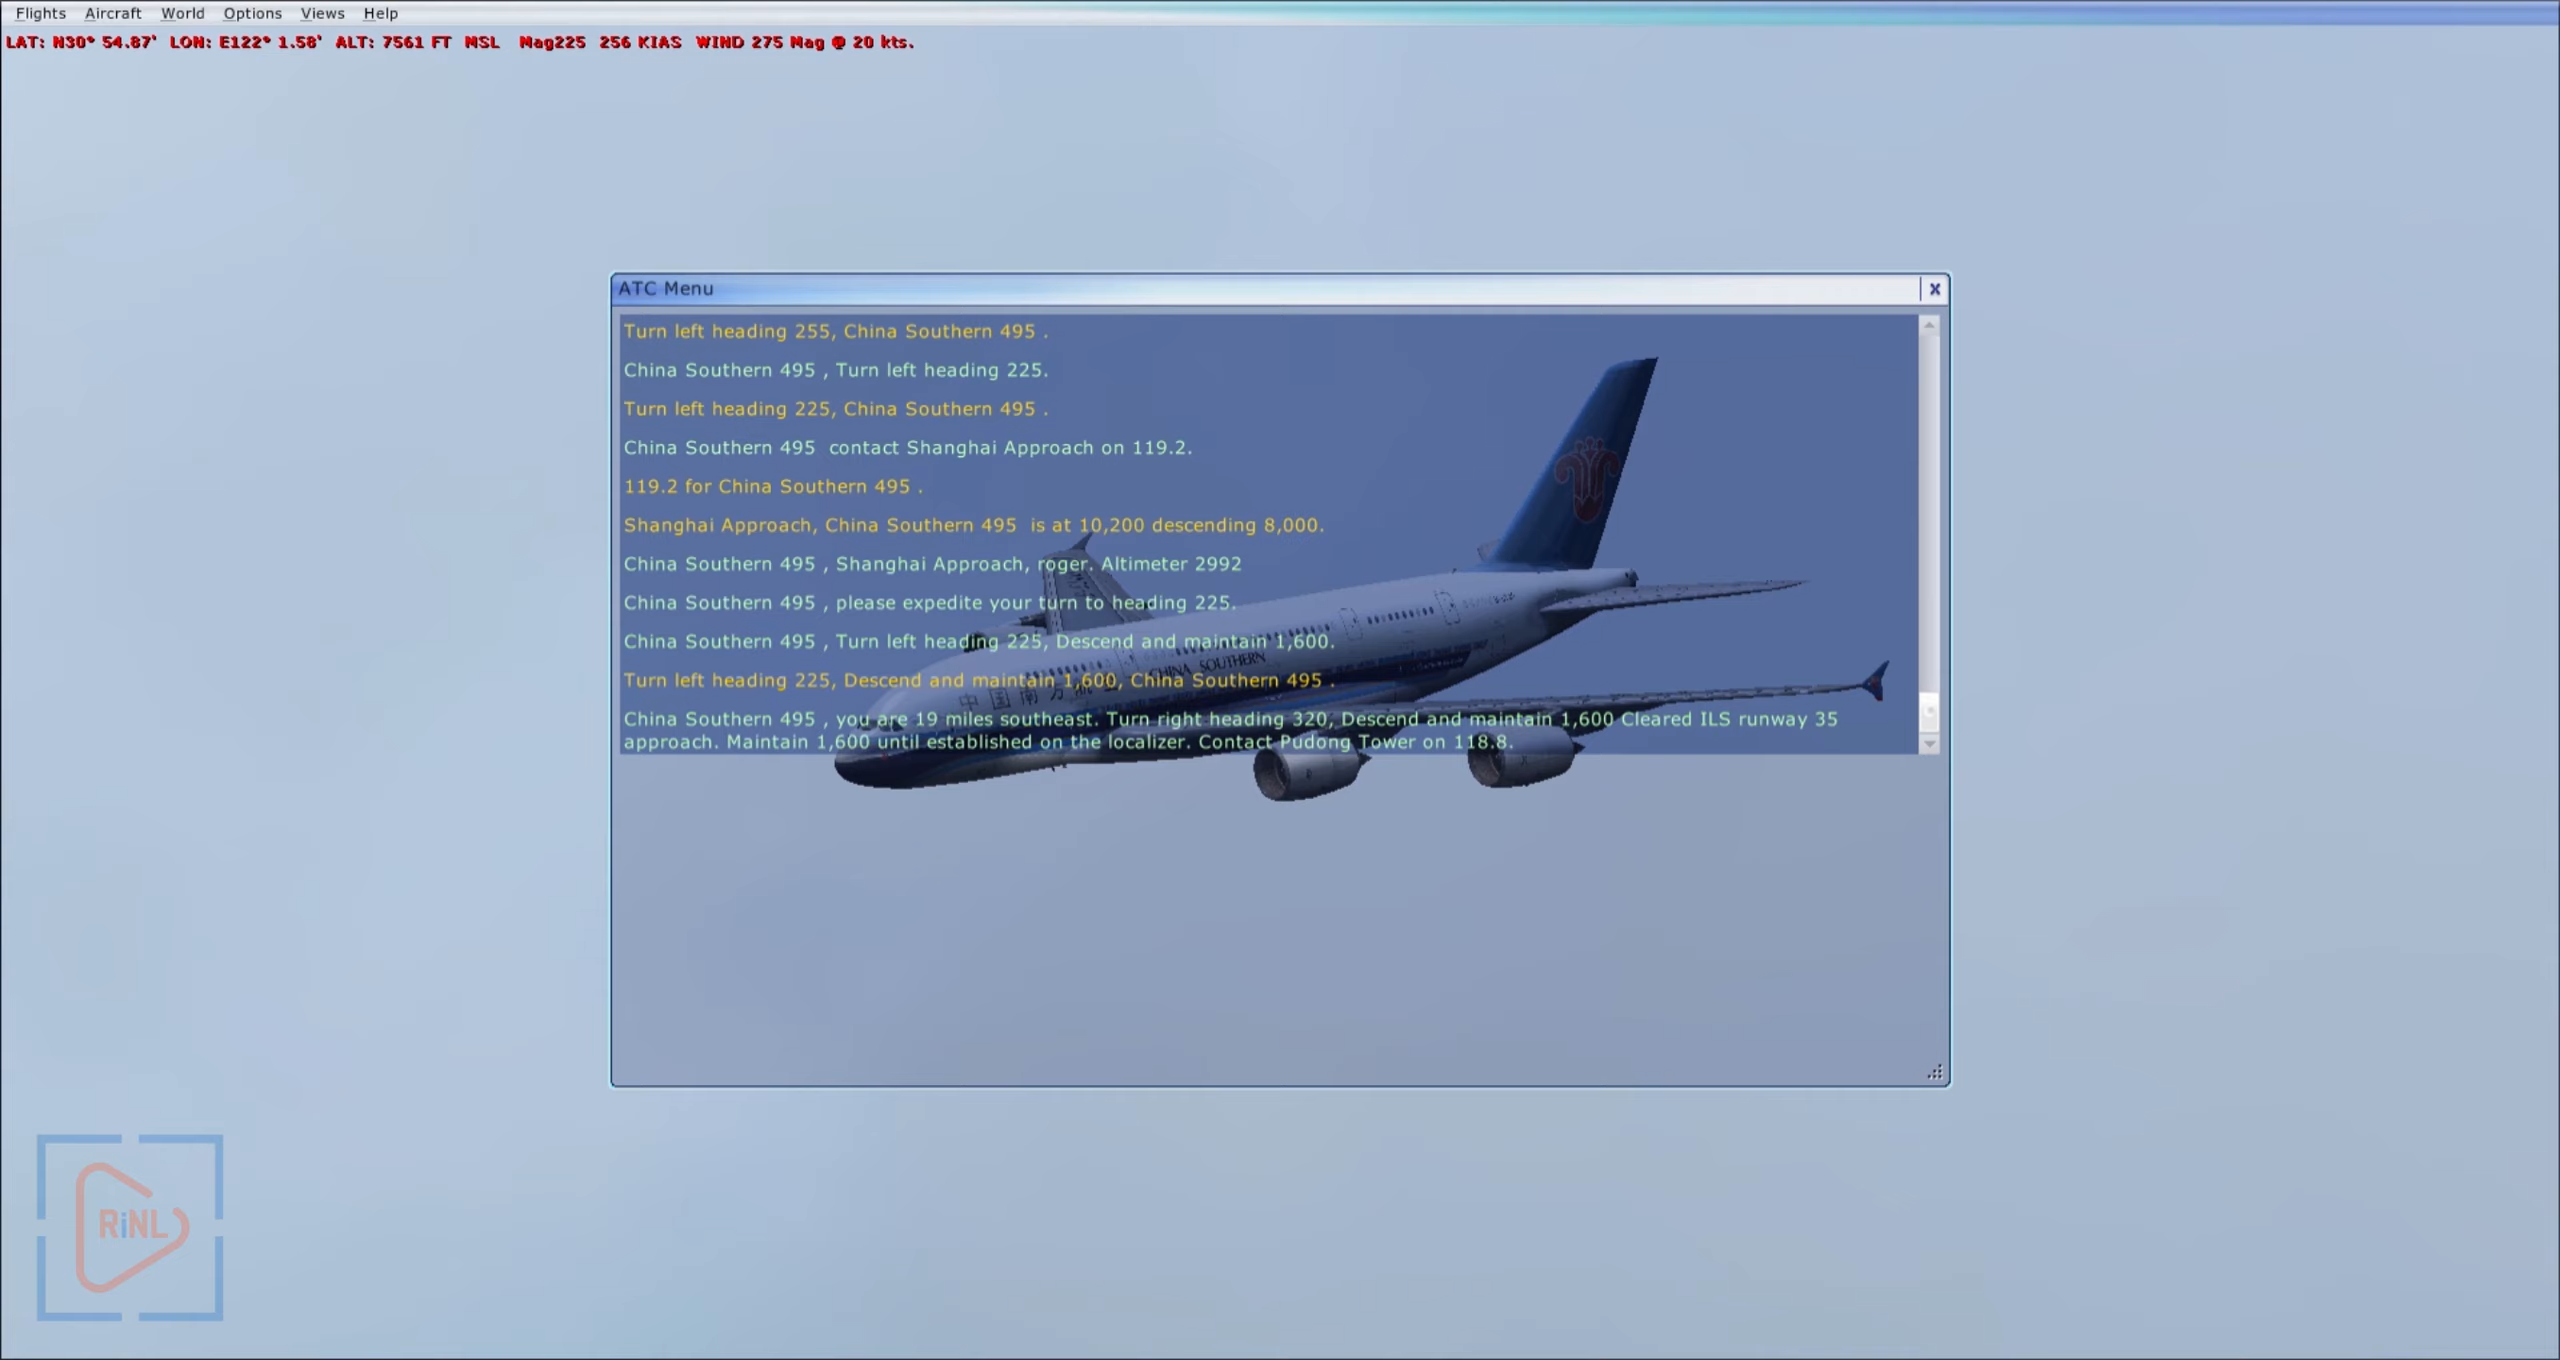 Flights Aircraft World Options Views Help
LAT: N30° 54.87' LON: E122° 1.58' ALT: 7561 FT MSL Mag225 256 KIAS WIND 275 Mag @ 20 kts.
ATC Menu
Turn left heading 255, China Southern 495 .
China Southern 495 , Turn left heading 225.
Turn left heading 225, China Southern 495 .
China Southern 495  contact Shanghai Approach on 119.2.
119.2 for China Southern 495 .
Shanghai Approach, China Southern 495  is at 10,200 descending 8,000.
China Southern 495 , Shanghai Approach, roger. Altimeter 2992
China Southern 495 , please expedite your turn to heading 225.
China Southern 495 , Turn left heading 225, Descend and maintain 1,600.
CHINA SOUTHERN
中国南方
Turn left heading 225, Descend and maintain 1,600, China Southern 495 .
China Southern 495 , you are 19 miles southeast. Turn right heading 320, Descend and maintain 1,600 Cleared ILS runway 35
approach. Maintain 1,600 until established on the localizer. Contact Pudong Tower on 118.8.
RiNL